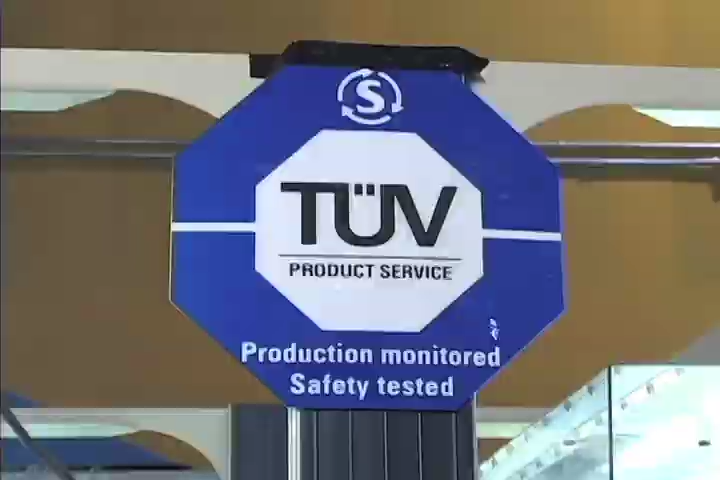 S
TÜV
PRODUCT SERVICE
Production monitored
Safety tested